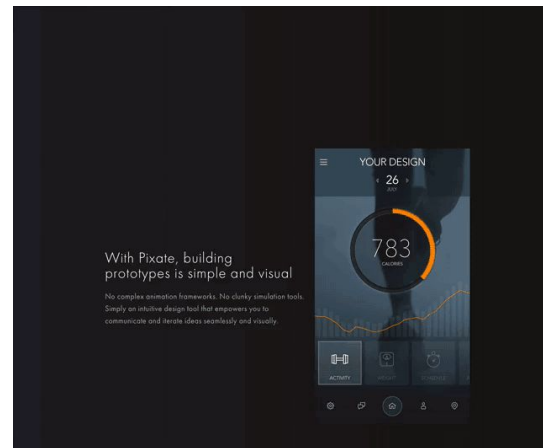 YOUR DESIGN
26
JULY
783
CALORIES
With Pixate, building
prototypes is simple and visual
No complex animation frameworks. No clunky simulation tools.
Simply an intuitive design tool that empowers you to
communicate and iterate ideas seamlessly and visually.
ACTIVITY
WEIGHT